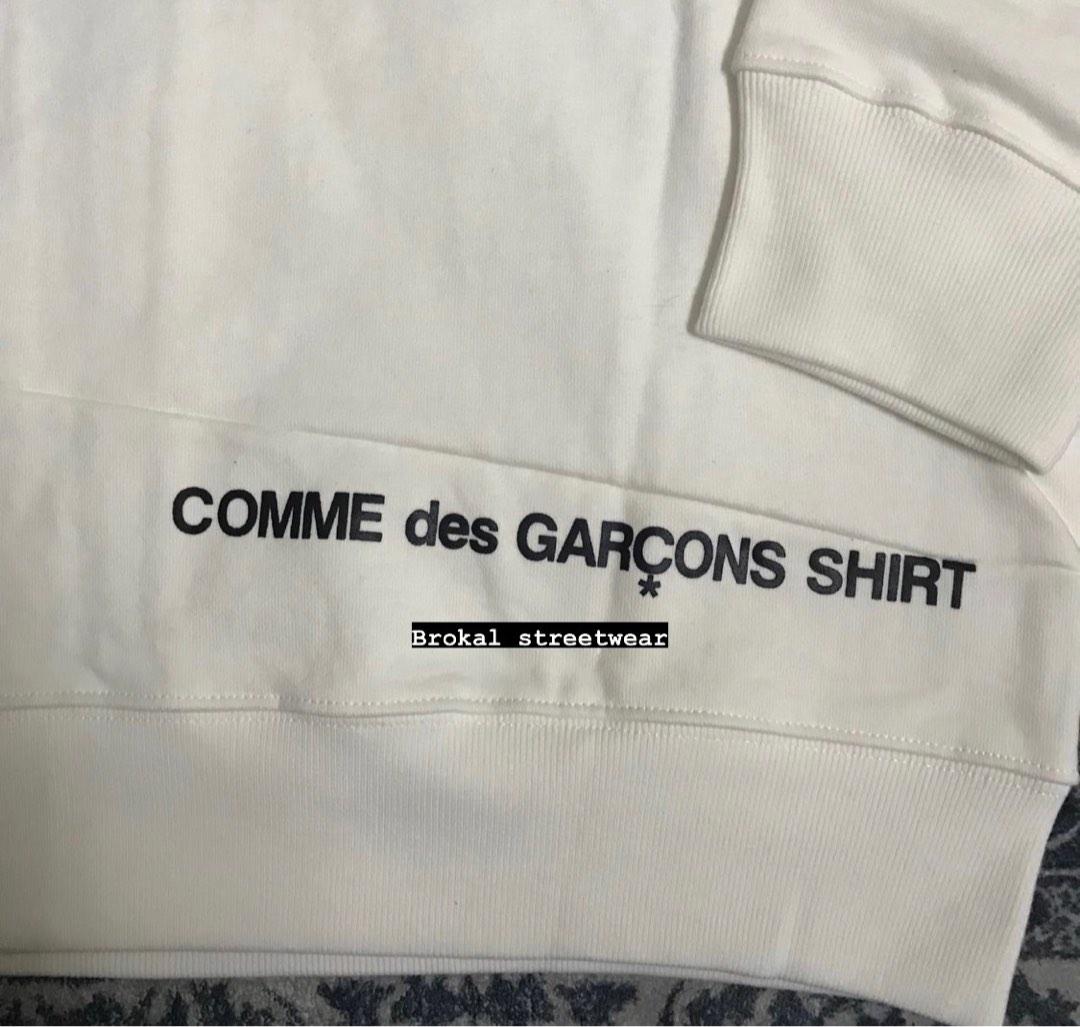 COMME des GARÇONS SHIRT
*
Brokal streetwear